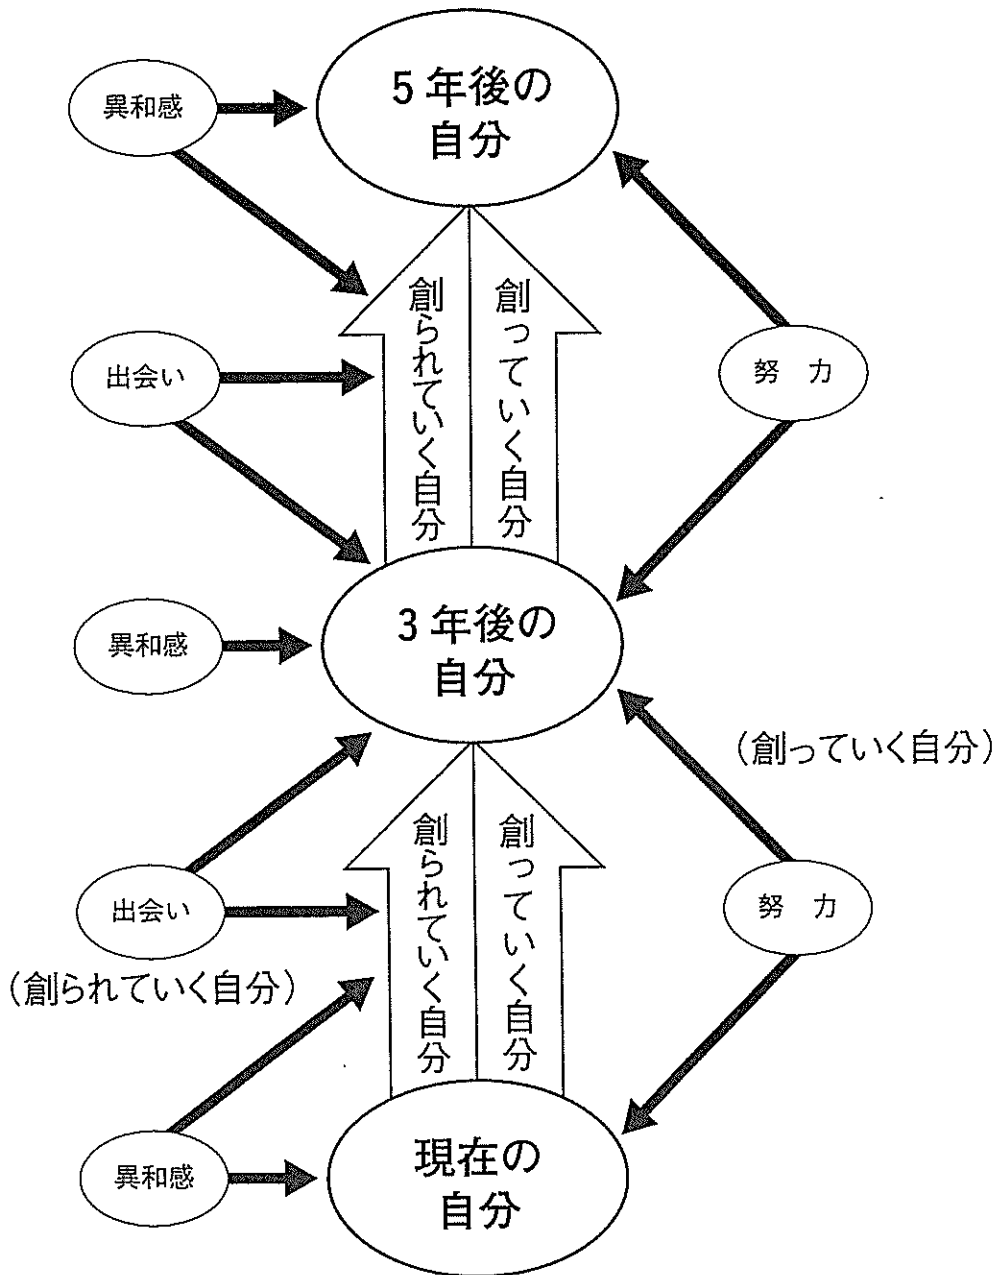 5年後の
自分
異和感
創られていく自分
創っていく自分
出会い
努　力
3年後の
自分
異和感
（創っていく自分）
創られていく自分
創っていく自分
出会い
努　力
（創られていく自分）
現在の
自分
異和感